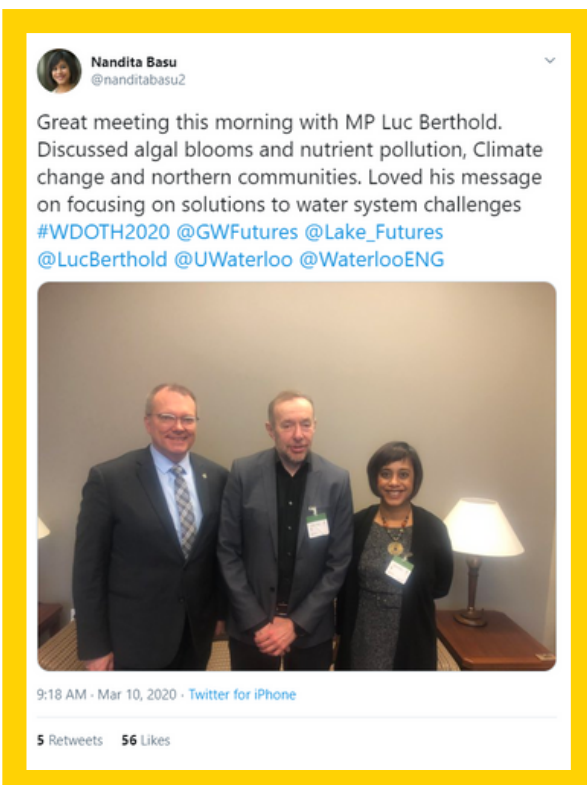 Nandita Basu
@nanditabasu2
Great meeting this morning with MP Luc Berthold.
Discussed algal blooms and nutrient pollution, Climate
change and northern communities. Loved his message
on focusing on solutions to water system challenges
#WDOTH2020 @GWFutures @Lake_Futures
@LucBerthold @UWaterloo @WaterlooENG
9:18 AM · Mar 10, 2020 · Twitter for iPhone
5 Retweets 56 Likes